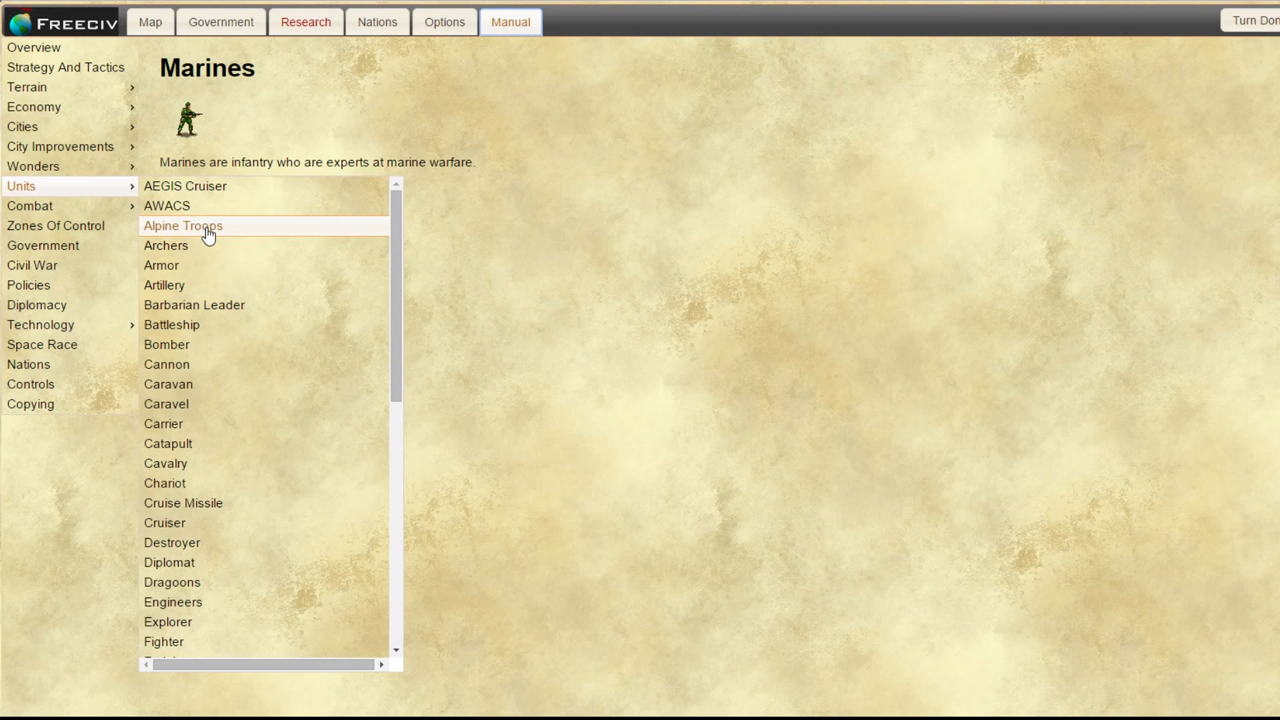 FREECIV
Map
Government
Research
Nations
Options
Manual
Turn Don
Overview
Strategy And Tactics
Terrain
Economy
Cities
City Improvements
Wonders
Units
Combat
Zones Of Control
Government
Civil War
Policies
Diplomacy
Technology
Space Race
Nations
Controls
Copying
Marines
Marines are infantry who are experts at marine warfare.
AEGIS Cruiser
AWACS
Alpine Troops
Archers
Armor
Artillery
Barbarian Leader
Battleship
Bomber
Cannon
Caravan
Caravel
Carrier
Catapult
Cavalry
Chariot
Cruise Missile
Cruiser
Destroyer
Diplomat
Dragoons
Engineers
Explorer
Fighter